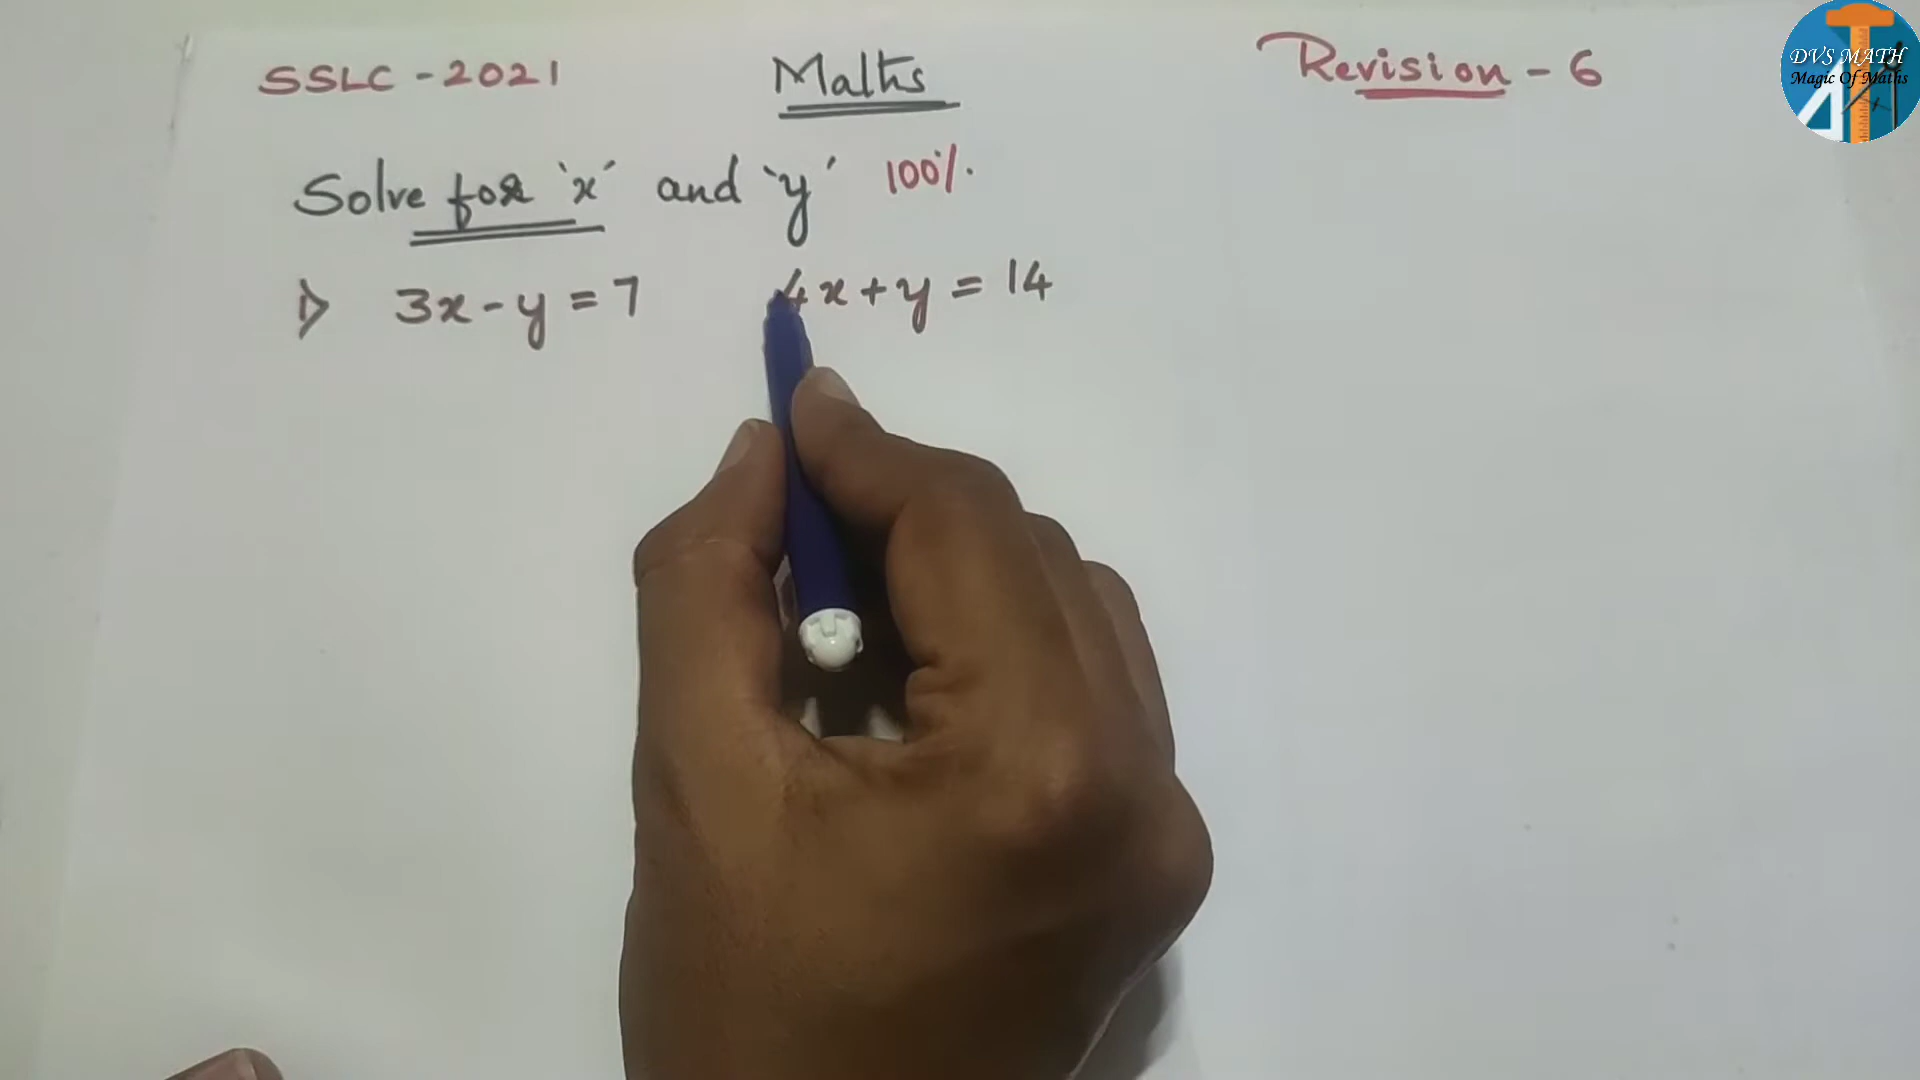 SSLC - 2021 Maths Revision - 6
DVS MATH
Magic Of Maths
Solve for 'x' and 'y' 100%.
1) 3x - y = 7 4x + y = 14